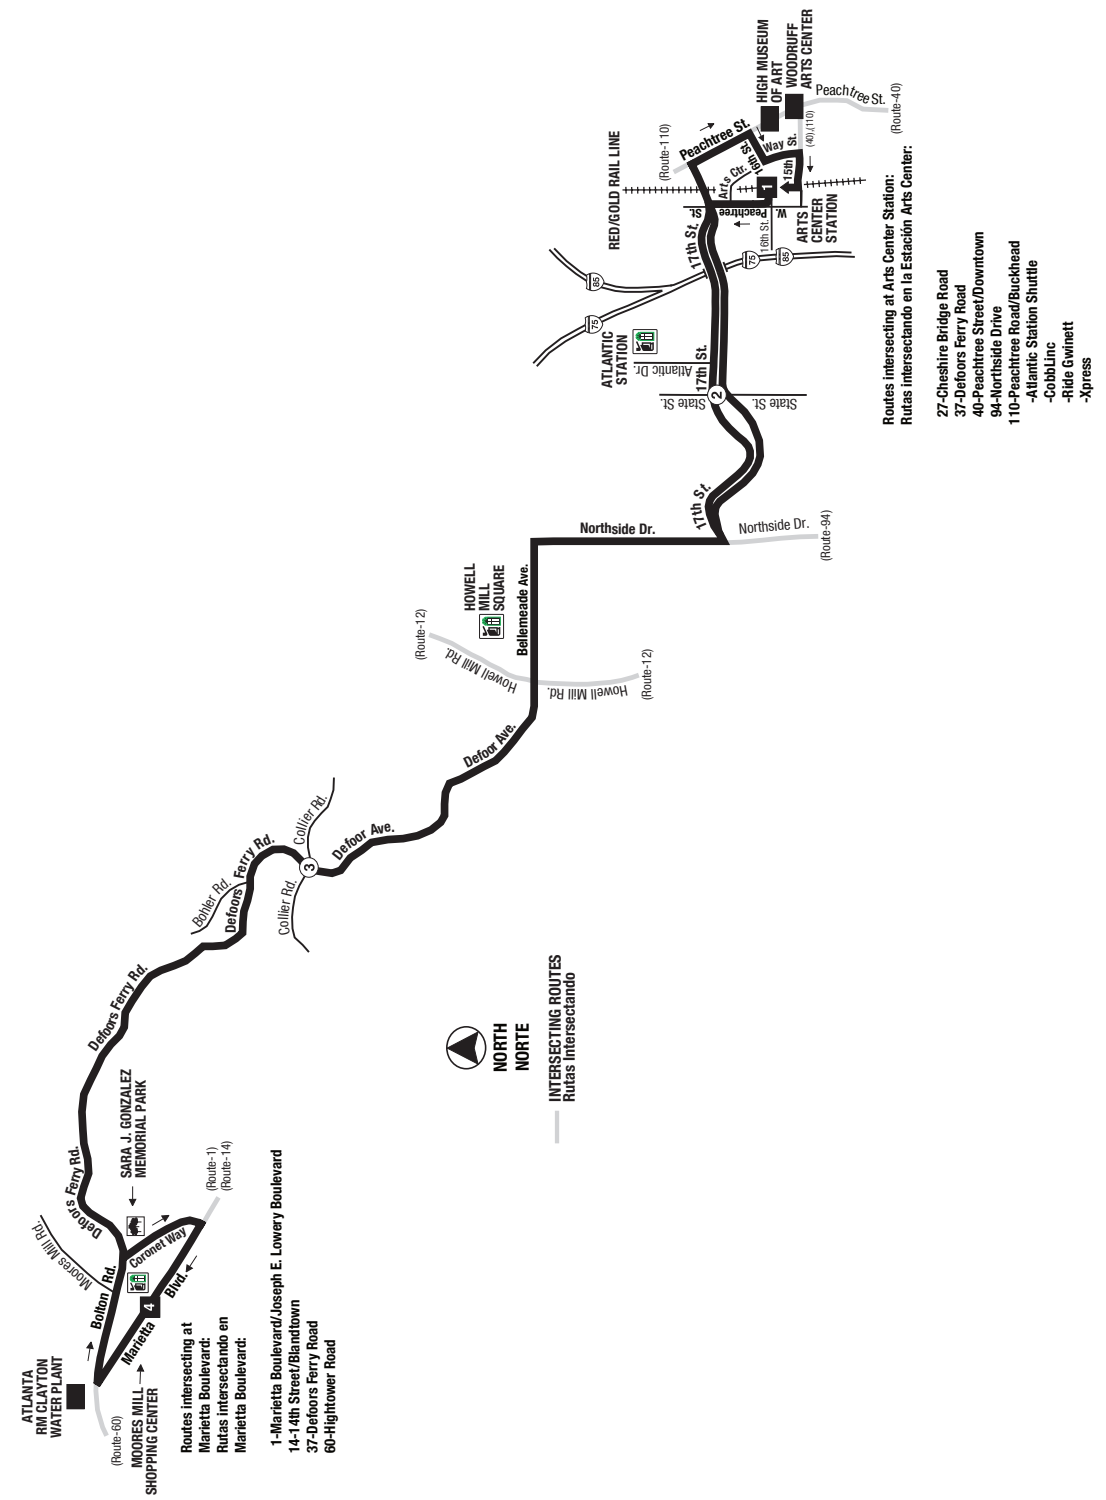 ATLANTA
RM CLAYTON
WATER PLANT
(Route-60)
MOORES MILL
SHOPPING CENTER
Bolton Rd.
Marietta Blvd.
4
Moores Mill Rd.
Coronet Way
SARA J. GONZALEZ
MEMORIAL PARK
(Route-1)
(Route-14)
Defoors Ferry Rd.
Defoors Ferry Rd.
Defoors Ferry Rd.
Bohler Rd.
Collier Rd.
Collier Rd.
3
Defoor Ave.
Defoor Ave.
(Route-12)
Howell Mill Rd.
Howell Mill Rd.
(Route-12)
HOWELL
MILL
SQUARE
Bellemeade Ave.
Northside Dr.
Northside Dr.
(Route-94)
17th St.
State St.
State St.
2
17th St.
Atlantic Dr.
ATLANTIC
STATION
75
85
75
85
17th St.
RED/GOLD RAIL LINE
W. Peachtree St.
16th St.
(Route-110)
Peachtree St.
Arts Ctr. Way
16th St.
15th St.
1
ARTS
CENTER
STATION
(40),(110)
HIGH MUSEUM
OF ART
WOODRUFF
ARTS CENTER
Peachtree St.
(Route-40)
NORTH
NORTE
INTERSECTING ROUTES
Rutas Intersectando
Routes intersecting at
Marietta Boulevard:
Rutas intersectando en
Marietta Boulevard:
1-Marietta Boulevard/Joseph E. Lowery Boulevard
14-14th Street/Blandtown
37-Defoors Ferry Road
60-Hightower Road
Routes intersecting at Arts Center Station:
Rutas intersectando en la Estación Arts Center:
27-Cheshire Bridge Road
37-Defoors Ferry Road
40-Peachtree Street/Downtown
94-Northside Drive
110-Peachtree Road/Buckhead
-Atlantic Station Shuttle
-CobbLinc
-Ride Gwinett
-Xpress